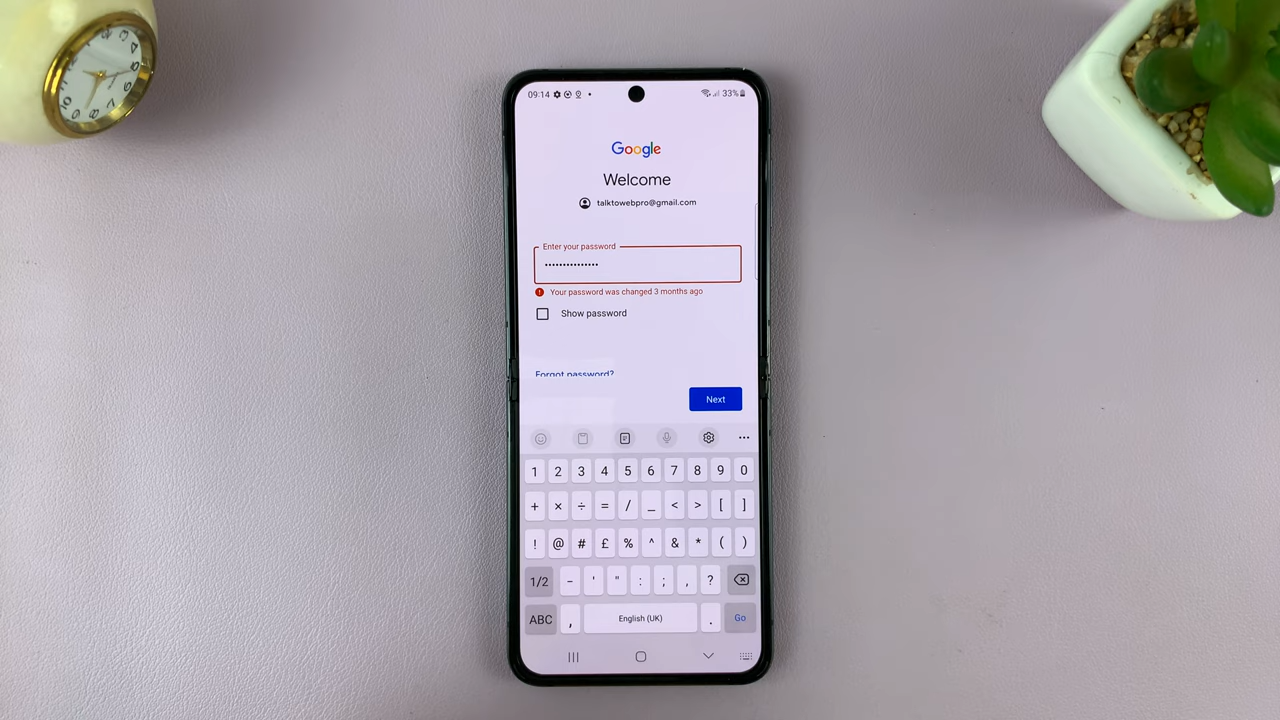 09:14 33%
Google
Welcome
talktowebpro@gmail.com
Enter your password
•••••••••••••••
Your password was changed 3 months ago
Show password
Forgot password?
Next
1 2 3 4 5 6 7 8 9 0
+ × ÷ = / _ < > [ ]
! @ # £ % ^ & * ( )
1/2 - ' " : ; , ?
ABC , English (UK) . Go